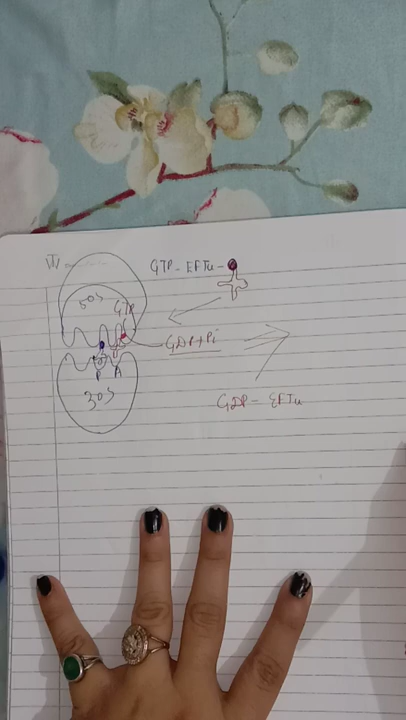 GTP - EFTu -
50S
GTP
GDP + Pi
P A
30S
GDP - EFTu